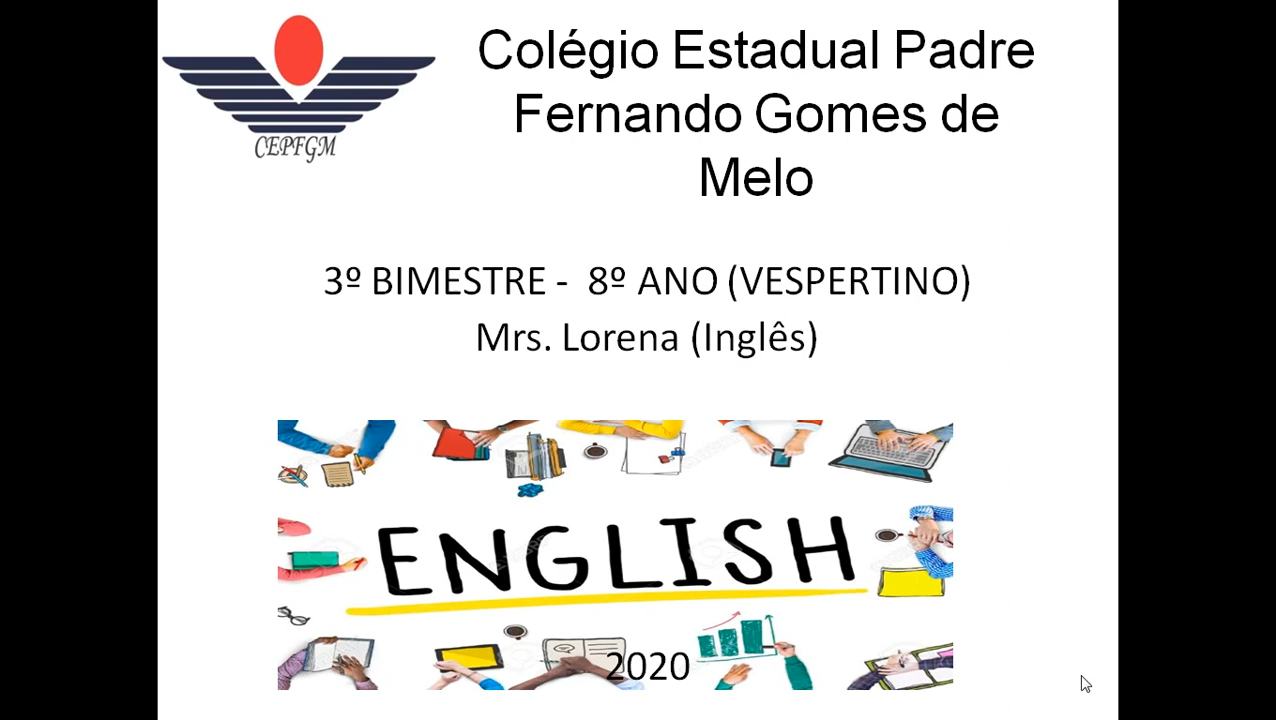 CEPFGM
Colégio Estadual Padre
Fernando Gomes de
Melo
3º BIMESTRE -  8º ANO (VESPERTINO)
Mrs. Lorena (Inglês)
ENGLISH
2020